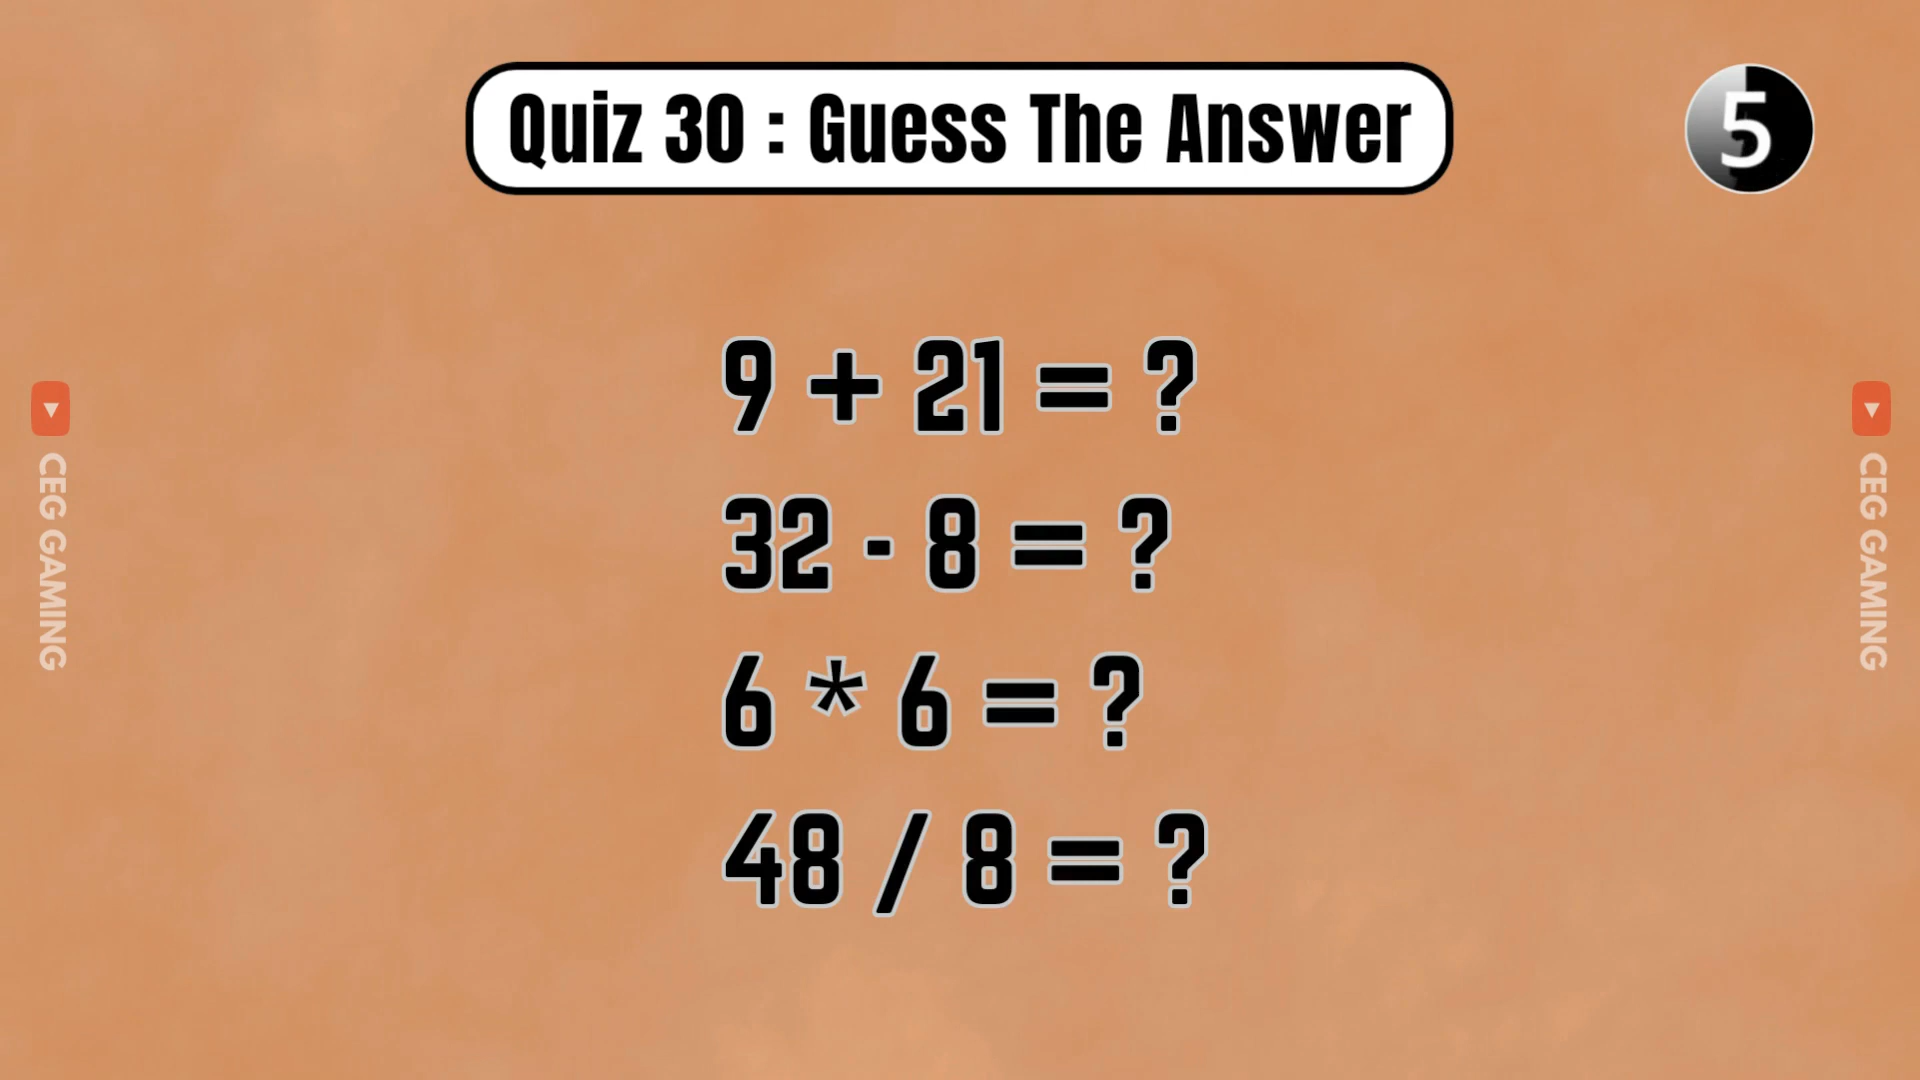 Quiz 30 : Guess The Answer
5
9 + 21 = ?
32 - 8 = ?
6 * 6 = ?
48 / 8 = ?
CEG GAMING
CEG GAMING